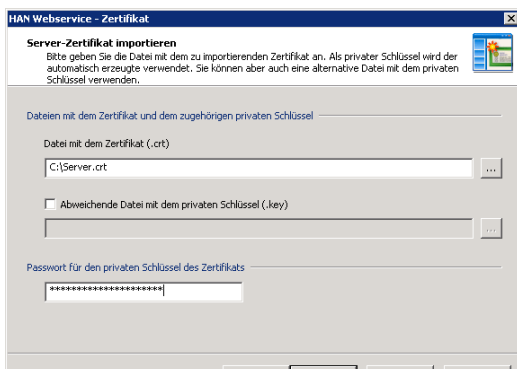 HAN Webservice - Zertifikat
Server-Zertifikat importieren
Bitte geben Sie die Datei mit dem zu importierenden Zertifikat an. Als privater Schlüssel wird der
automatisch erzeugte verwendet. Sie können aber auch eine alternative Datei mit dem privaten
Schlüssel verwenden.
Dateien mit dem Zertifikat und dem zugehörigen privaten Schlüssel
Datei mit dem Zertifikat (.crt)
C:\Server.crt
...
Abweichende Datei mit dem privaten Schlüssel (.key)
...
Passwort für den privaten Schlüssel des Zertifikats
**********************